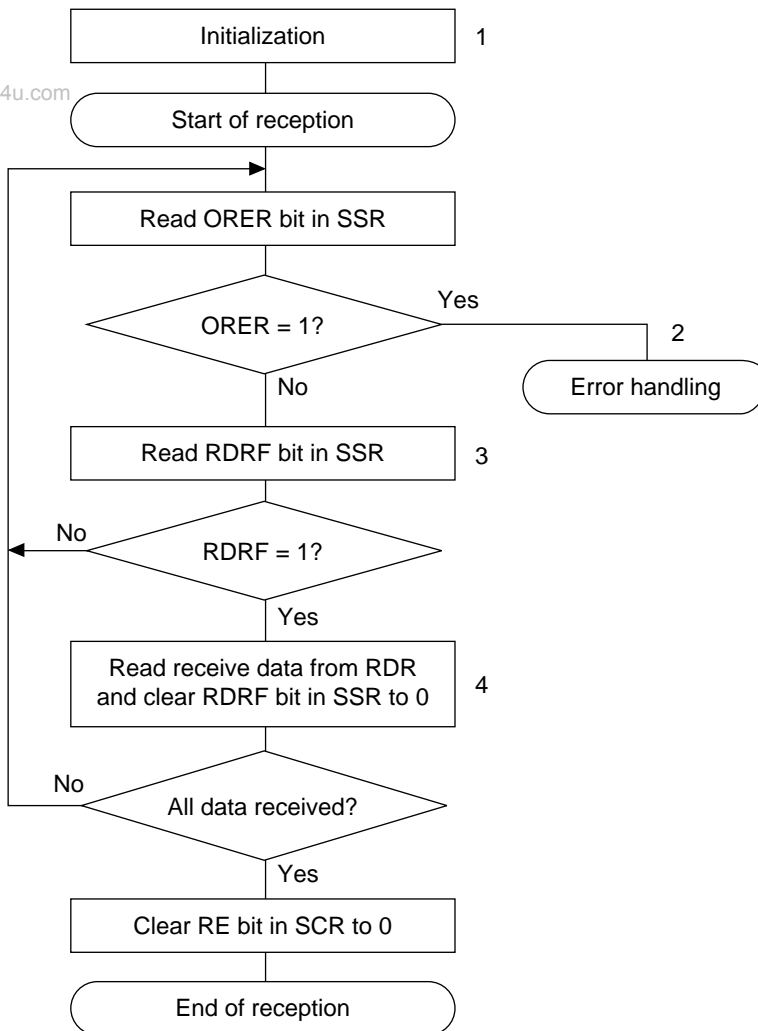 Initialization
1
4u.com
Start of reception
Read ORER bit in SSR
Yes
ORER = 1?
2
Error handling
No
Read RDRF bit in SSR
3
No
RDRF = 1?
Yes
Read receive data from RDR
and clear RDRF bit in SSR to 0
4
No
All data received?
Yes
Clear RE bit in SCR to 0
End of reception